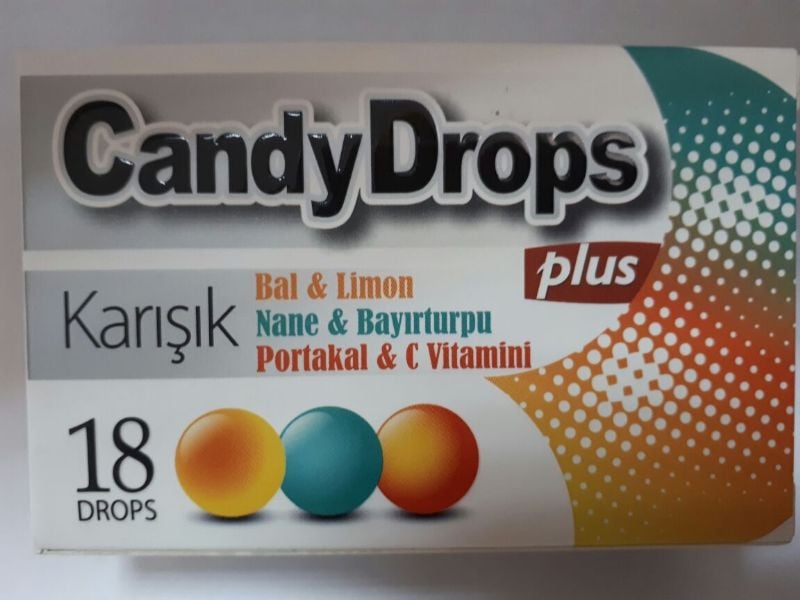 CandyDrops
plus
Karışık
Bal & Limon
Nane & Bayırturpu
Portakal & C Vitamini
18
DROPS